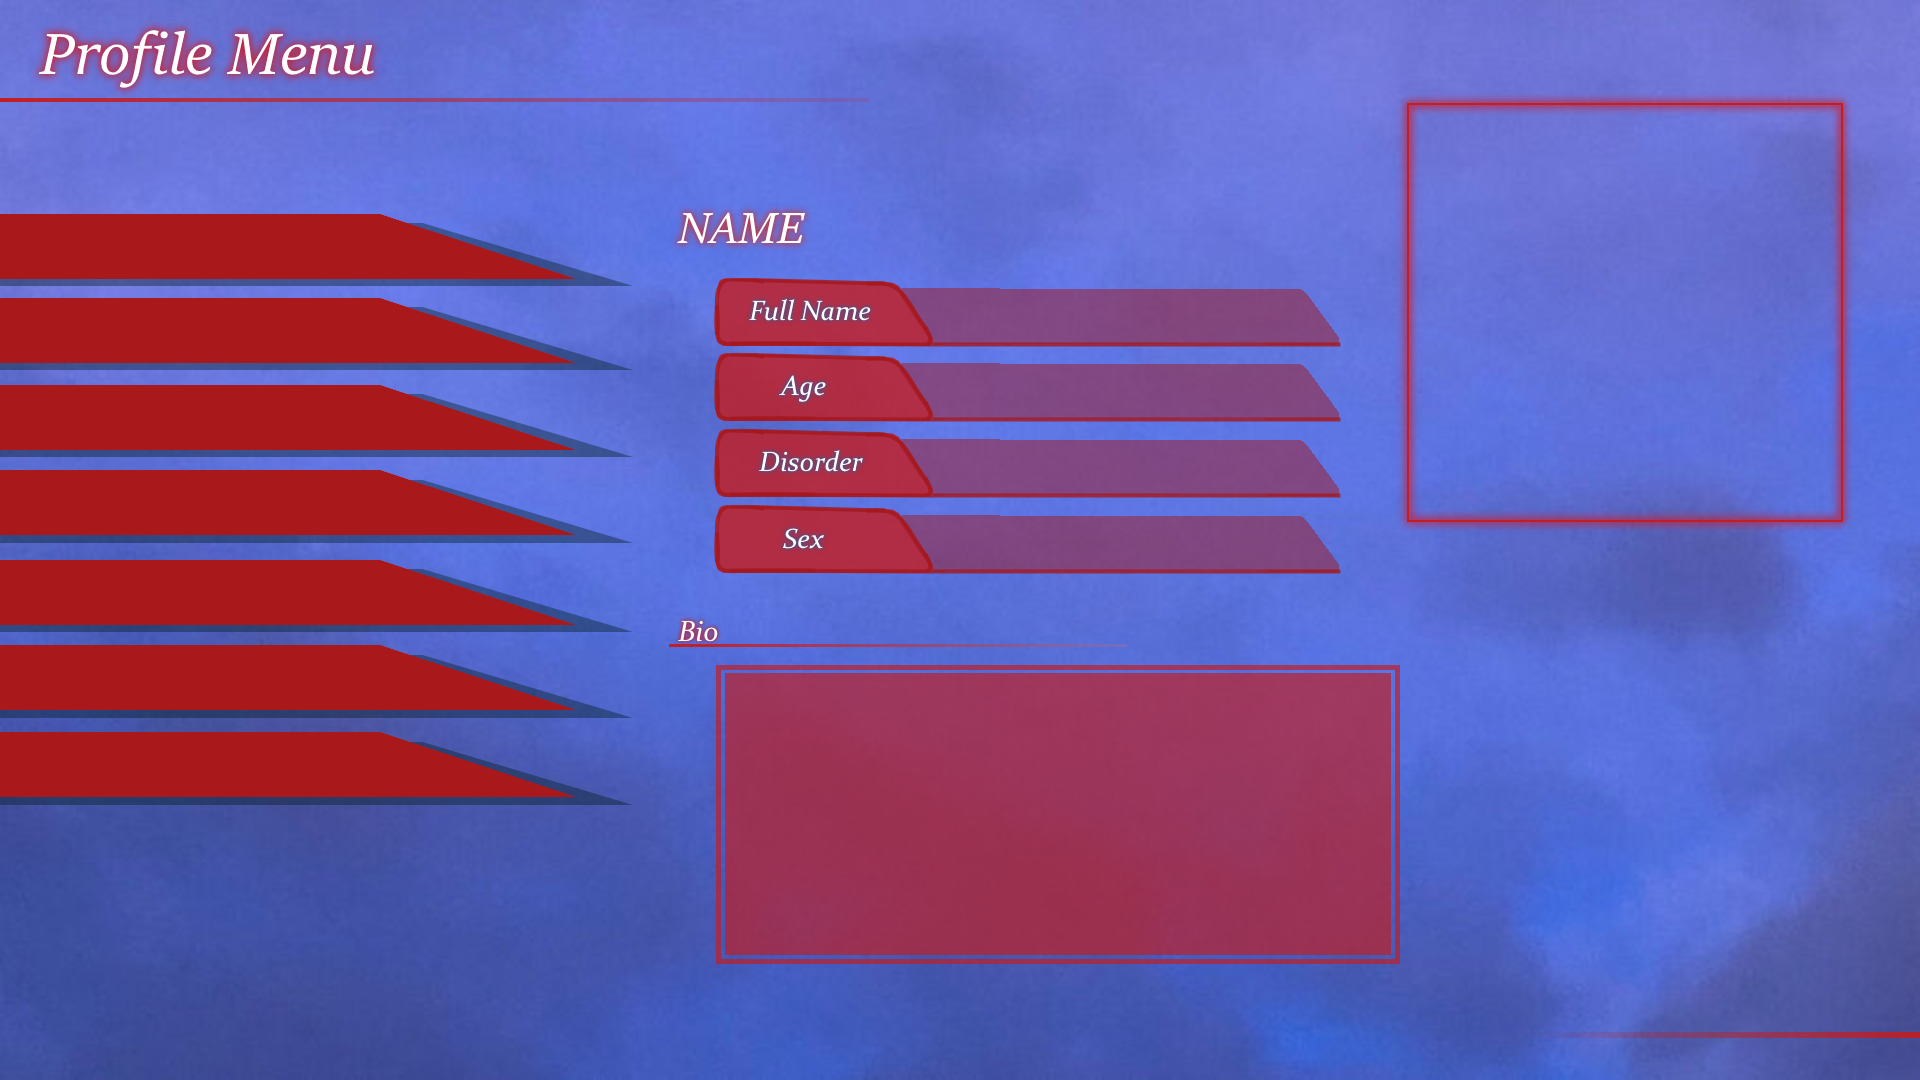 Profile Menu
NAME
Full Name
Age
Disorder
Sex
Bio